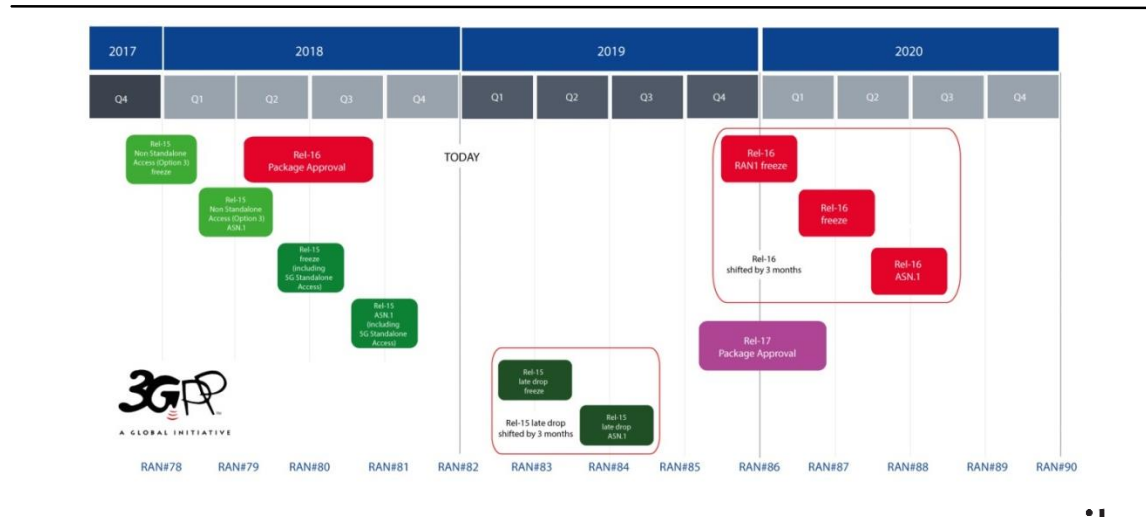 2017
2018
2019
2020
Q4
Q1
Q2
Q3
Q4
Q1
Q2
Q3
Q4
Q1
Q2
Q3
Q4
Rel-15
Non Standalone
Access (Option 3)
freeze
Rel-16
Package Approval
TODAY
Rel-16
RAN1 freeze
Rel-15
Non Standalone
Access (Option 3)
ASN.1
Rel-16
freeze
Rel-15
freeze
(including
5G Standalone
Access)
Rel-16
shifted by 3 months
Rel-16
ASN.1
Rel-15
ASN.1
(including
5G Standalone
Access)
Rel-17
Package Approval
Rel-15
late drop
freeze
Rel-15 late drop
shifted by 3 months
Rel-15
late drop
ASN.1
3GPP
TM
A GLOBAL INITIATIVE
RAN#78
RAN#79
RAN#80
RAN#81
RAN#82
RAN#83
RAN#84
RAN#85
RAN#86
RAN#87
RAN#88
RAN#89
RAN#90